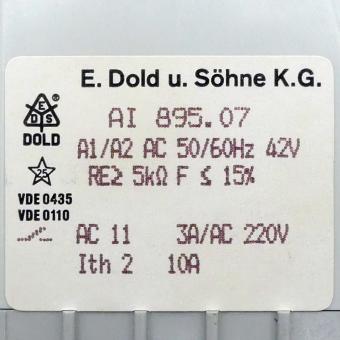 E. Dold u. Söhne K.G.
E
D S
®
DOLD
AI 895.07
A1/A2 AC 50/60Hz 42V
25
RE≥ 5kΩ F ≤ 15%
VDE 0435
VDE 0110
AC 11 3A/AC 220V
Ith 2 10A